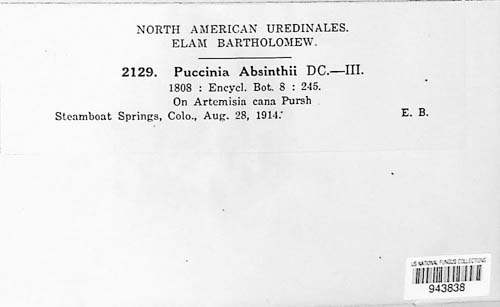 NORTH AMERICAN UREDINALES.
ELAM BARTHOLOMEW.
2129. Puccinia Absinthii DC.—III.
1808 : Encycl. Bot. 8 : 245.
On Artemisia cana Pursh
Steamboat Springs, Colo., Aug. 28, 1914. E. B.
US NATIONAL FUNGUS COLLECTIONS
943838